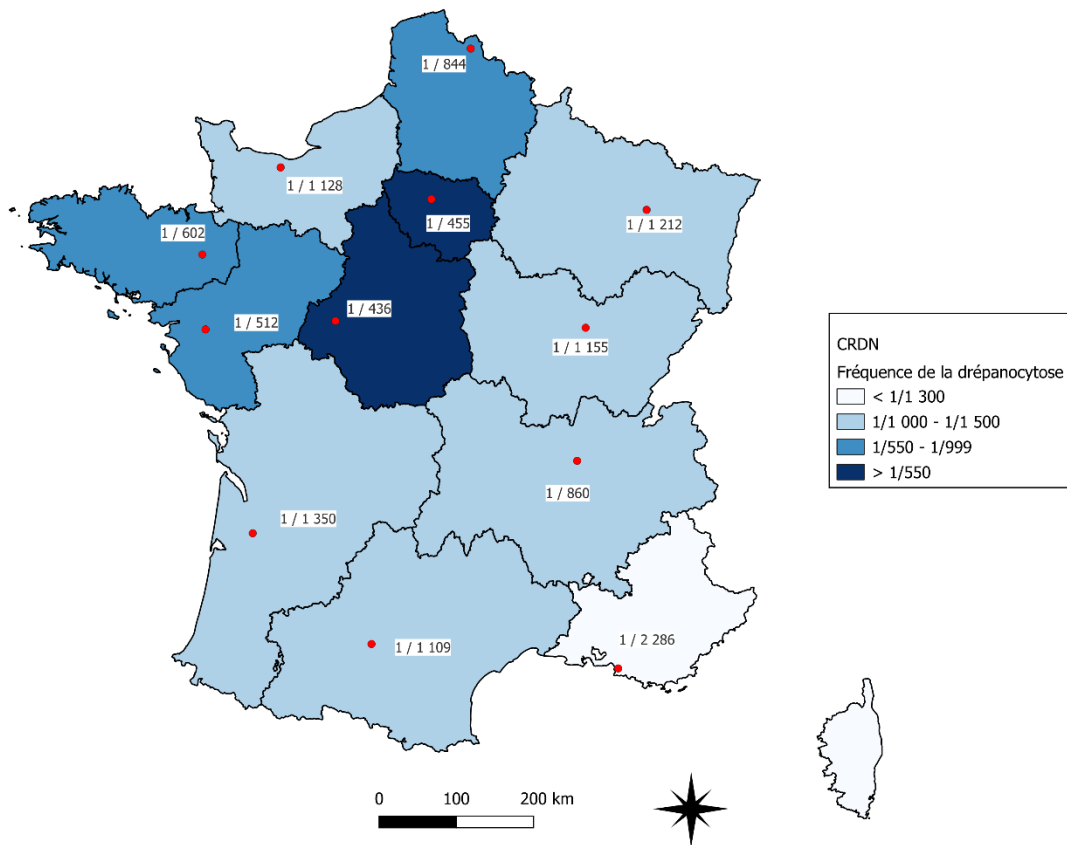 1 / 844
1 / 1 128
1 / 455
1 / 1 212
1 / 602
1 / 512
1 / 436
1 / 1 155
1 / 860
1 / 1 350
1 / 1 109
1 / 2 286
CRDN
Fréquence de la drépanocytose
< 1/1 300
1/1 000 - 1/1 500
1/550 - 1/999
> 1/550
0 100 200 km